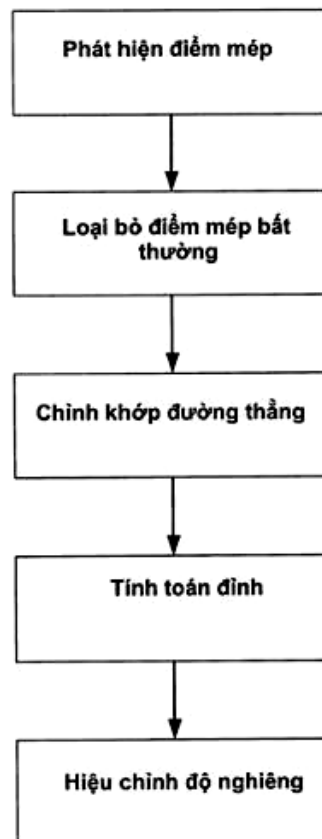 Phát hiện điểm mép
Loại bỏ điểm mép bất
thường
Chỉnh khớp đường thẳng
Tính toán đỉnh
Hiệu chỉnh độ nghiêng